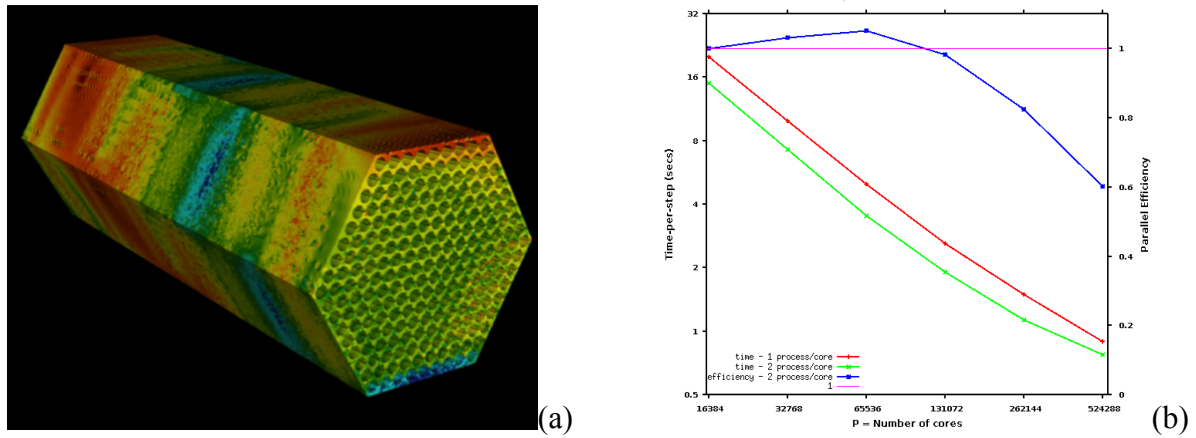 (a)
32
16
8
4
2
1
0.5
Time-per-step (secs)
1
0.8
0.6
0.4
0.2
0
Parallel Efficiency
time - 1 process/core
time - 2 process/core
efficiency - 2 process/core
1
16384 32768 65536 131072 262144 524288
P = Number of cores
(b)